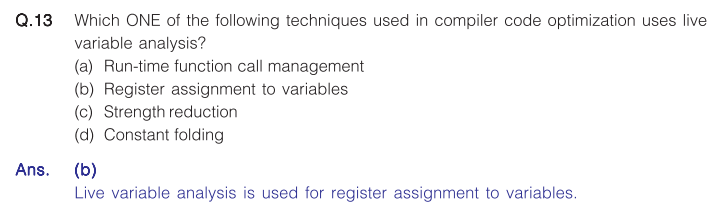 Q.13 Which ONE of the following techniques used in compiler code optimization uses live
variable analysis?
(a) Run-time function call management
(b) Register assignment to variables
(c) Strength reduction
(d) Constant folding
Ans. (b)
Live variable analysis is used for register assignment to variables.